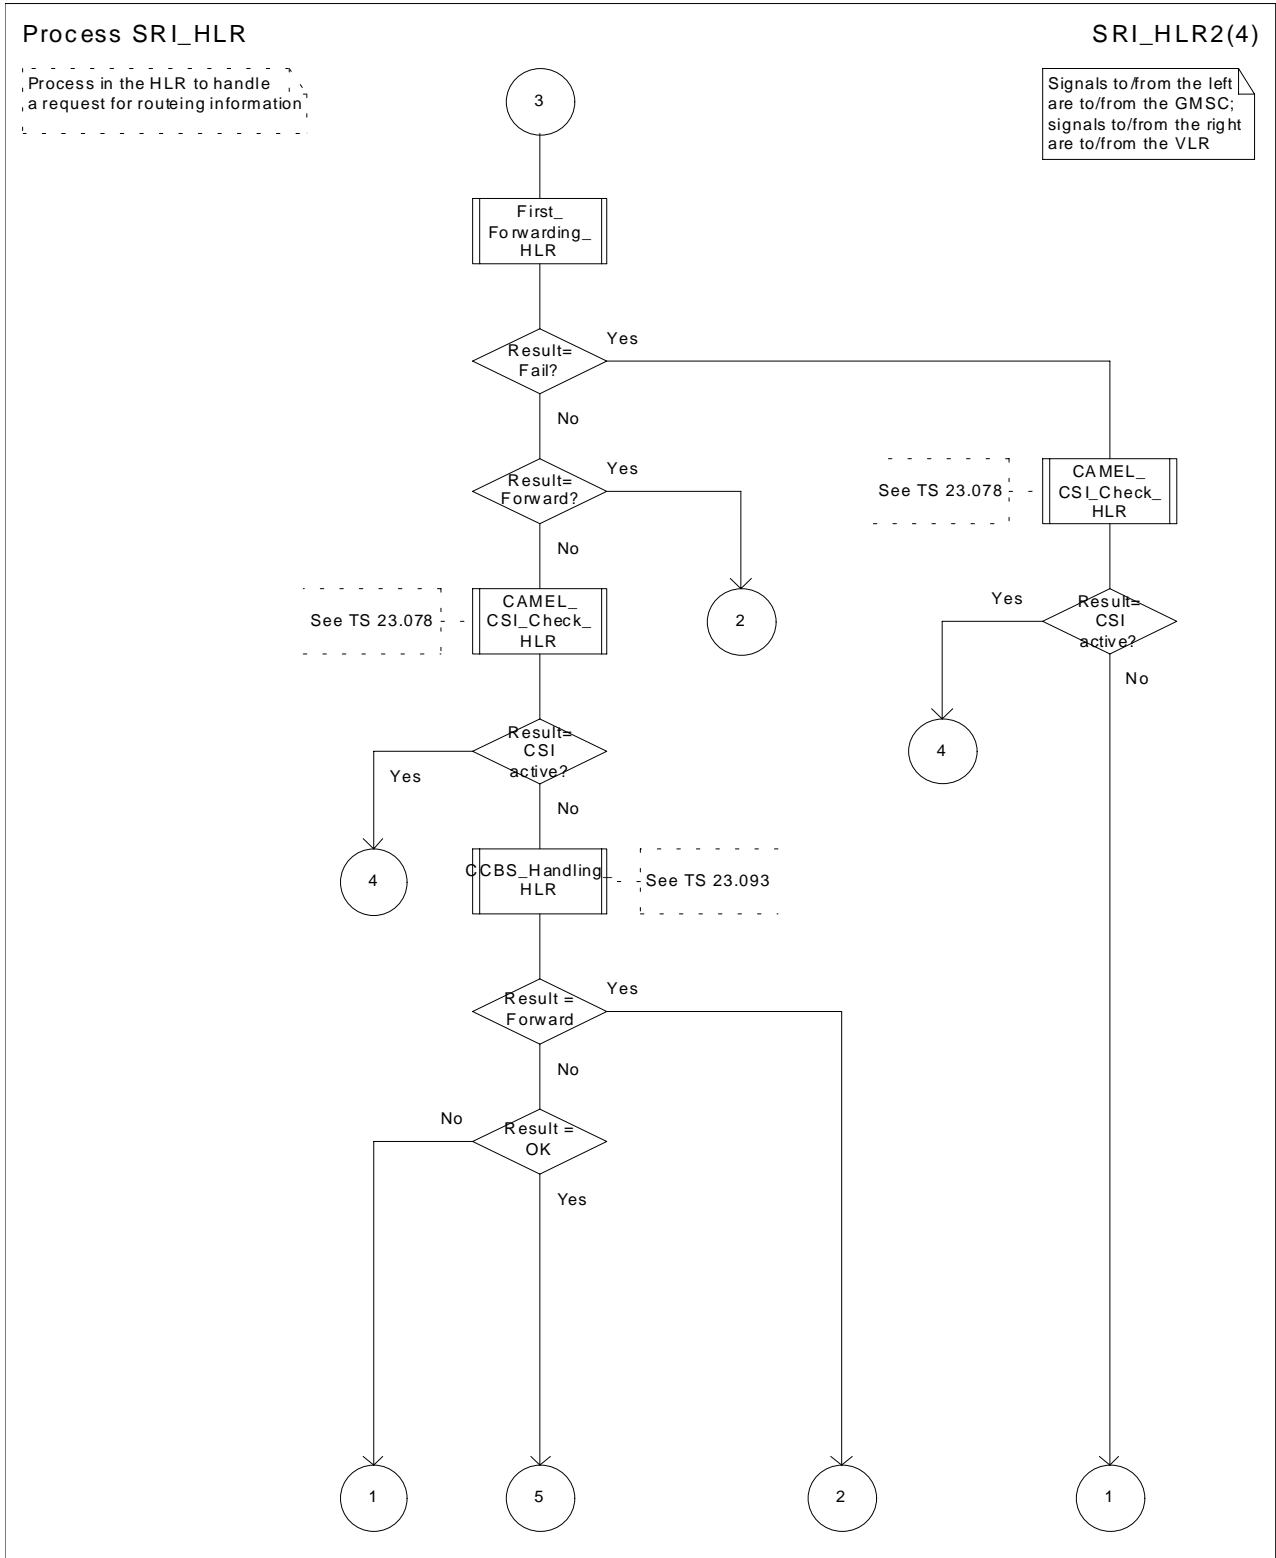 Process SRI_HLR
SRI_HLR2(4)
Process in the HLR to handle
a request for routeing information
Signals to/from the left
are to/from the GMSC;
signals to/from the right
are to/from the VLR
3
First_
Forwarding_
HLR
Result=
Fail?
Yes
No
Result=
Forward?
Yes
No
See TS 23.078
CAMEL_
CSI_Check_
HLR
See TS 23.078
CAMEL_
CSI_Check_
HLR
2
Yes
Result=
CSI
active?
No
4
Result=
CSI
active?
Yes
No
4
CCBS_Handling_
HLR
See TS 23.093
Result =
Forward
Yes
No
No
Result =
OK
Yes
1
5
2
1